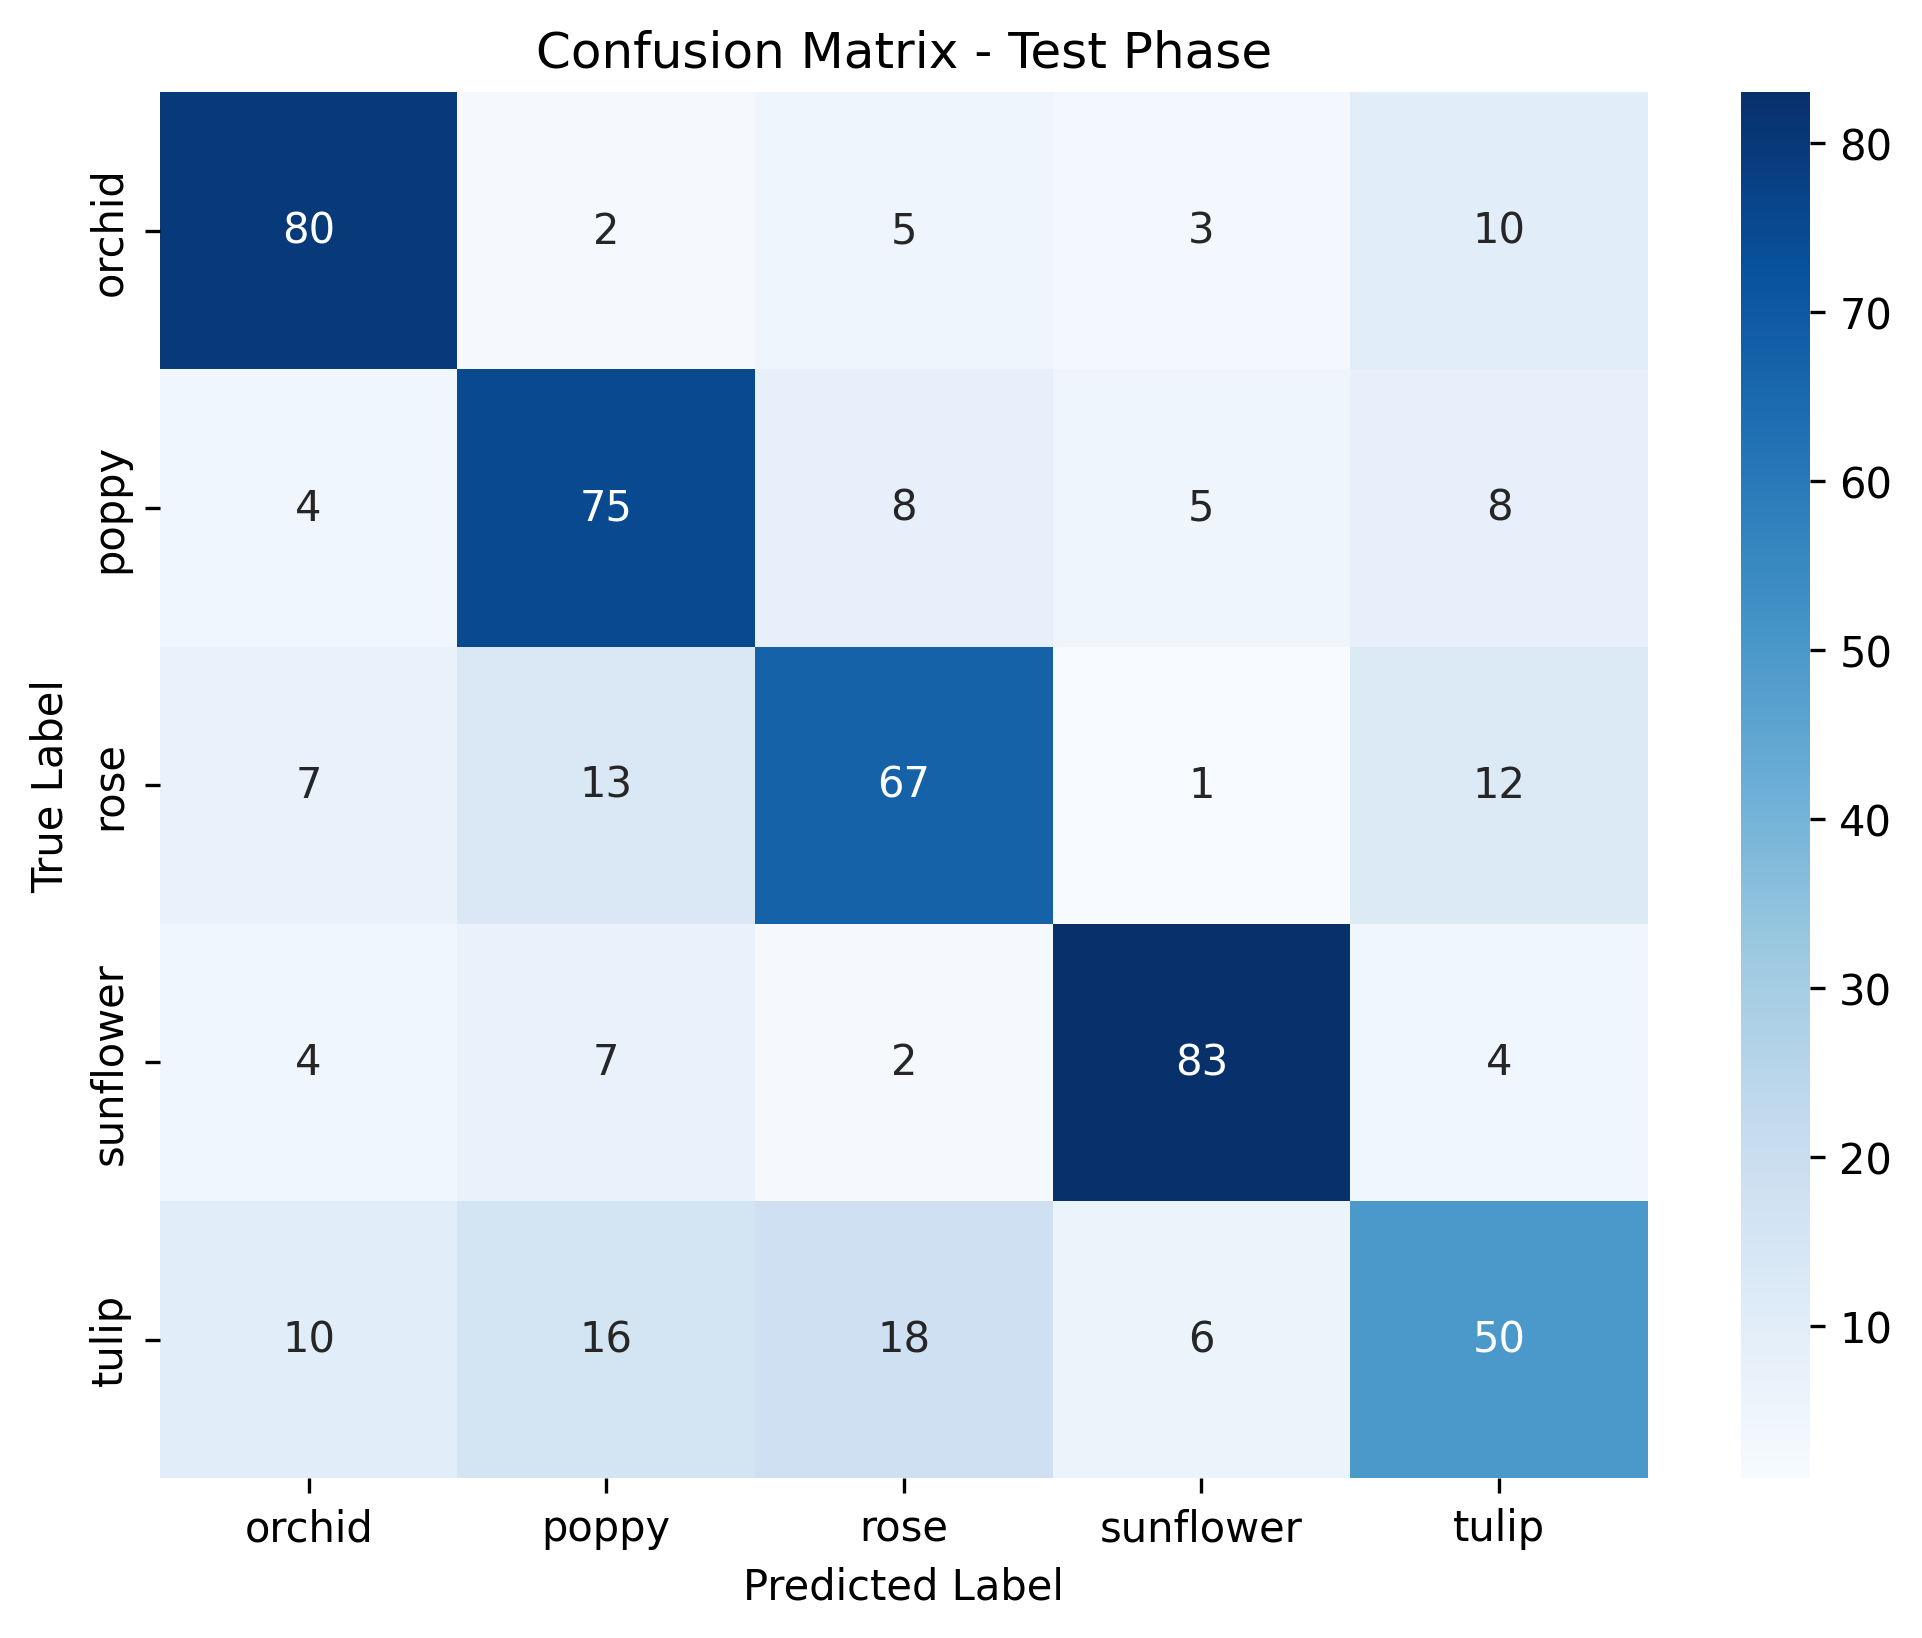 Confusion Matrix - Test Phase
True Label
orchid 80 2 5 3 10
poppy 4 75 8 5 8
rose 7 13 67 1 12
sunflower 4 7 2 83 4
tulip 10 16 18 6 50
orchid poppy rose sunflower tulip
Predicted Label
80
70
60
50
40
30
20
10